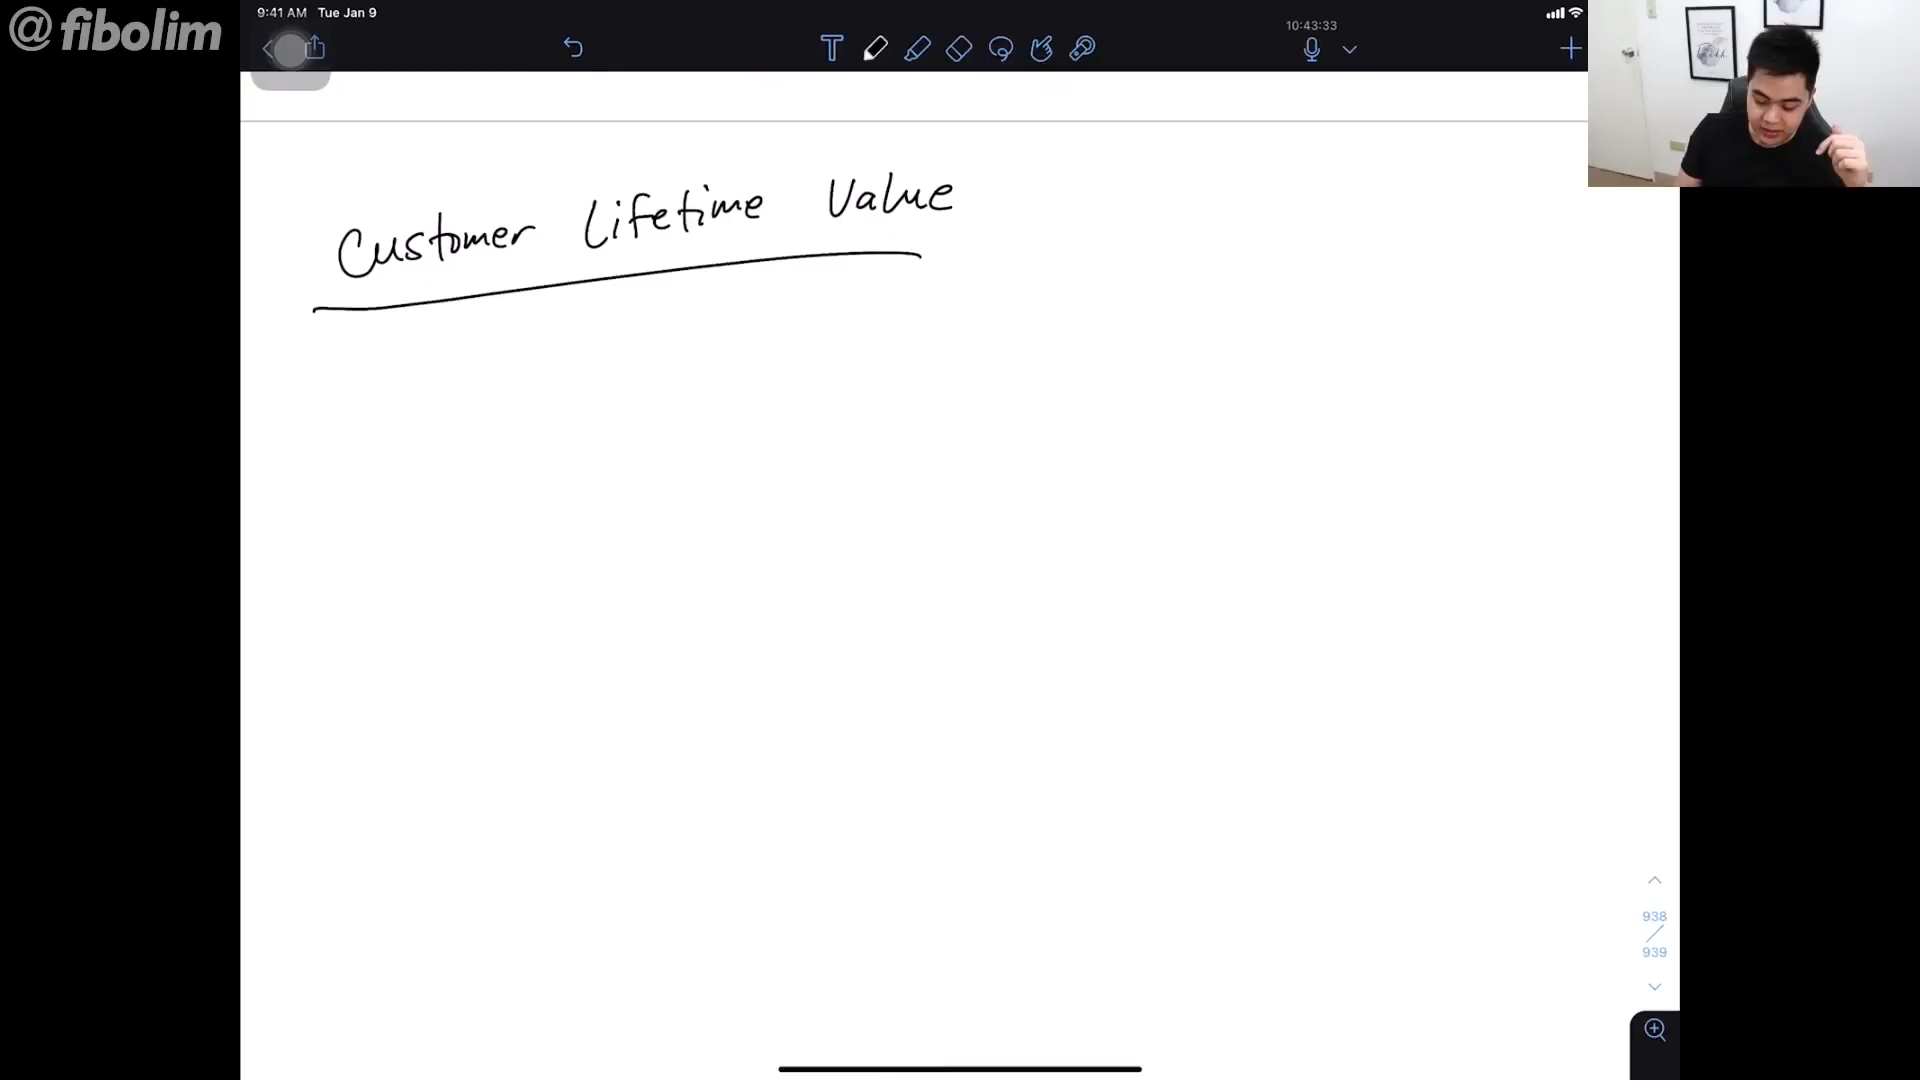 @fibolim
9:41 AM Tue Jan 9
10:43:33
Customer Lifetime Value
938
939